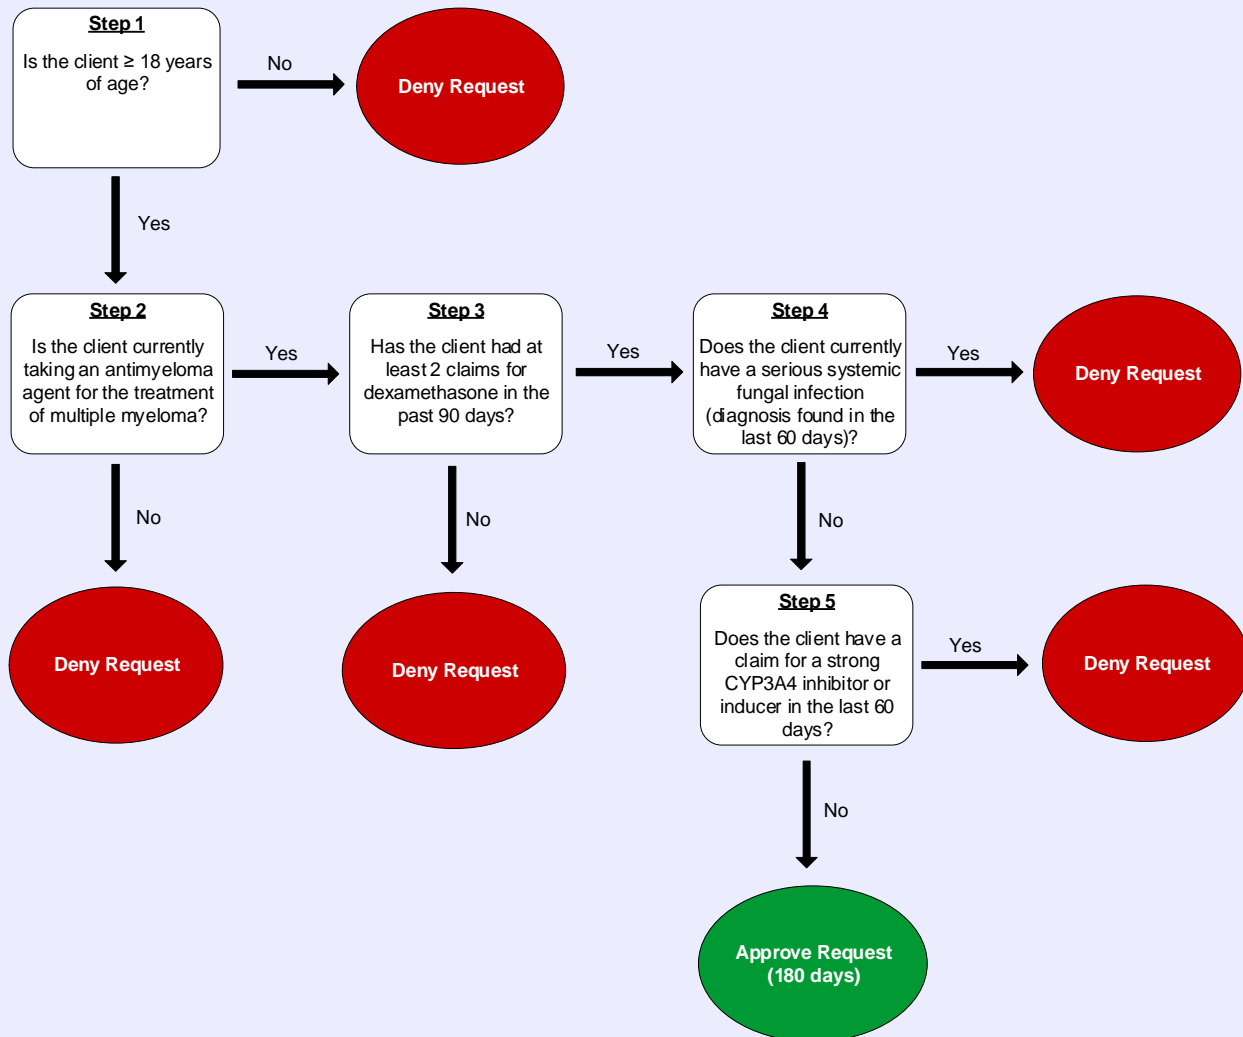 Step 1
Is the client ≥ 18 years
of age?
No
Deny Request
Yes
Step 2
Is the client currently
taking an antimyeloma
agent for the treatment
of multiple myeloma?
Yes
Step 3
Has the client had at
least 2 claims for
dexamethasone in the
past 90 days?
Yes
Step 4
Does the client currently
have a serious systemic
fungal infection
(diagnosis found in the
last 60 days)?
Yes
Deny Request
No
No
No
Deny Request
Deny Request
Step 5
Does the client have a
claim for a strong
CYP3A4 inhibitor or
inducer in the last 60
days?
Yes
Deny Request
No
Approve Request
(180 days)